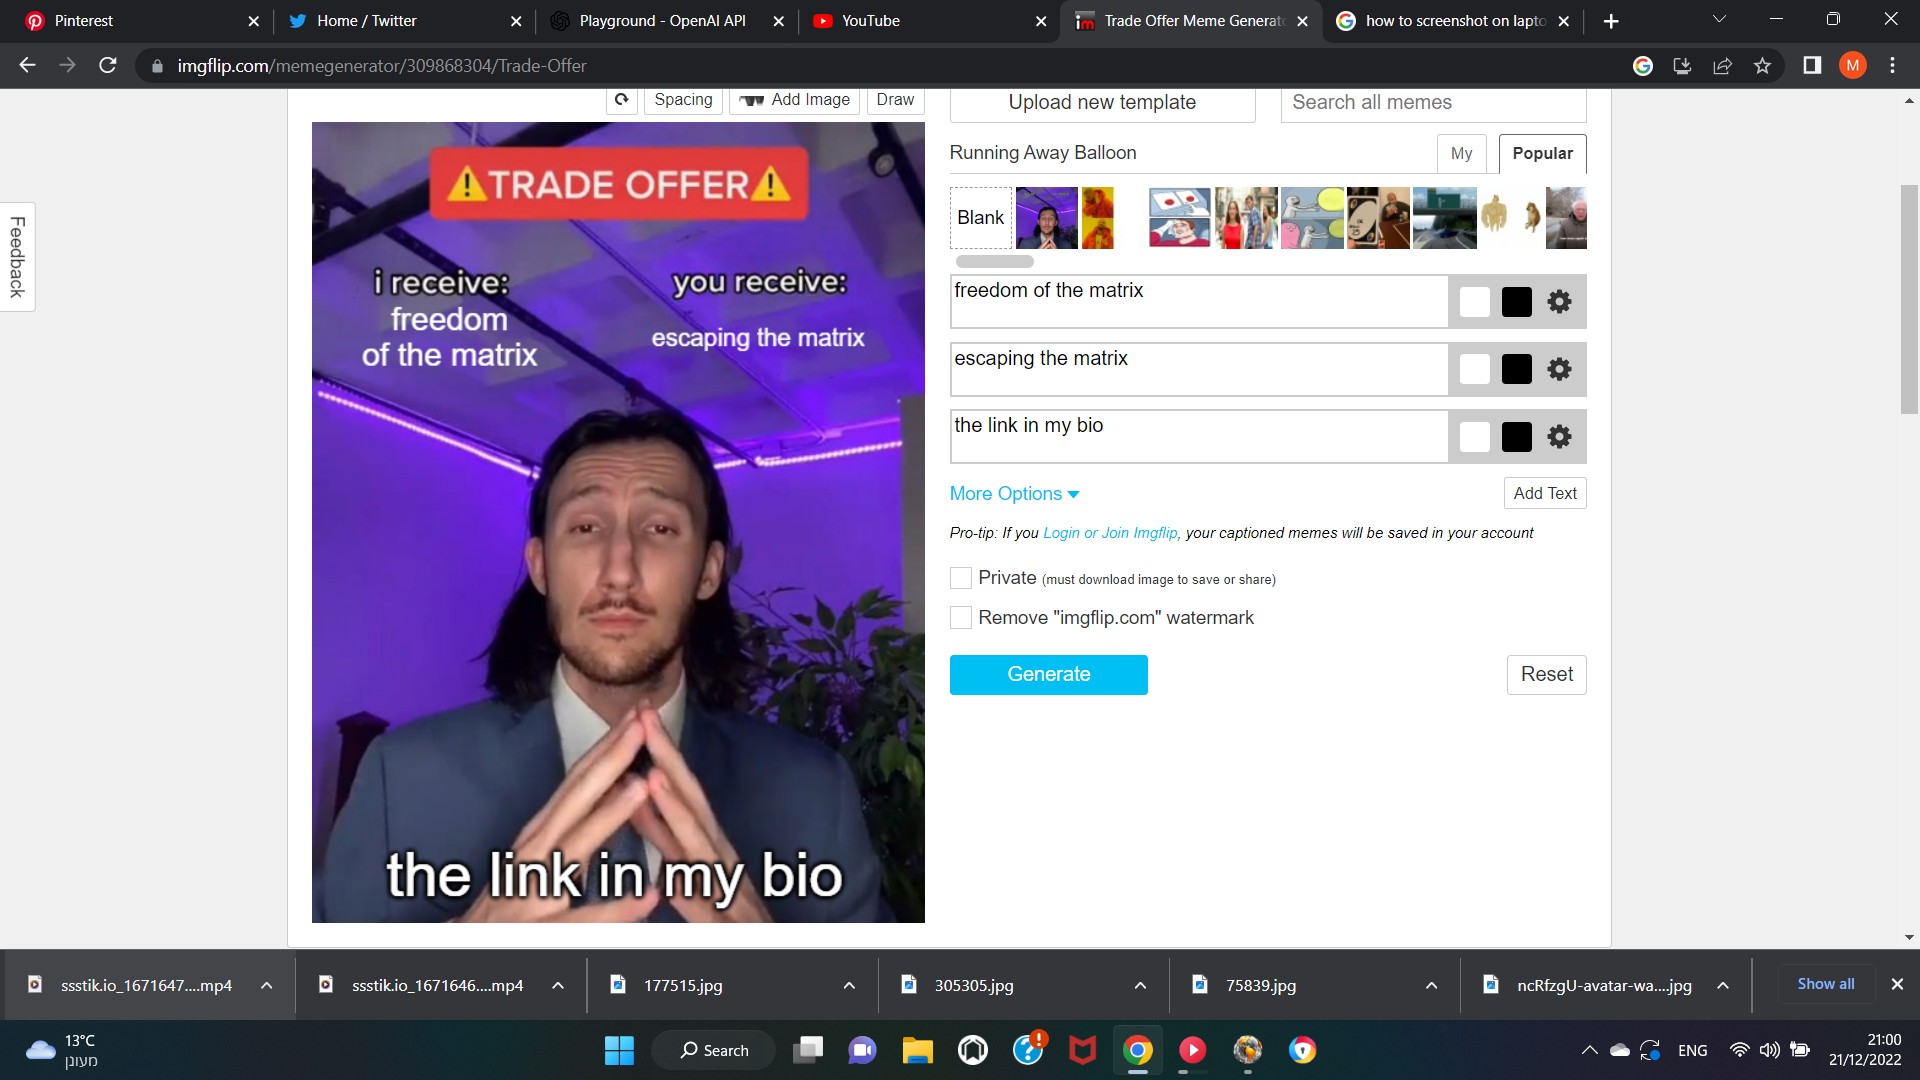 Pinterest
Home / Twitter
Playground - OpenAI API
YouTube
Trade Offer Meme Generat
how to screenshot on lapto
imgflip.com/memegenerator/309868304/Trade-Offer
M
Spacing
Add Image
Draw
Upload new template
Search all memes
Feedback
⚠TRADE OFFER⚠
i receive:
you receive:
freedom
of the matrix
escaping the matrix
the link in my bio
Running Away Balloon
My
Popular
Blank
freedom of the matrix
escaping the matrix
the link in my bio
More Options
Add Text
Pro-tip: If you Login or Join Imgflip, your captioned memes will be saved in your account
Private (must download image to save or share)
Remove "imgflip.com" watermark
Generate
Reset
ssstik.io_1671647....mp4
ssstik.io_1671646....mp4
177515.jpg
305305.jpg
75839.jpg
ncRfzgU-avatar-wa....jpg
Show all
13°C
מעונן
Search
ENG
21:00
21/12/2022